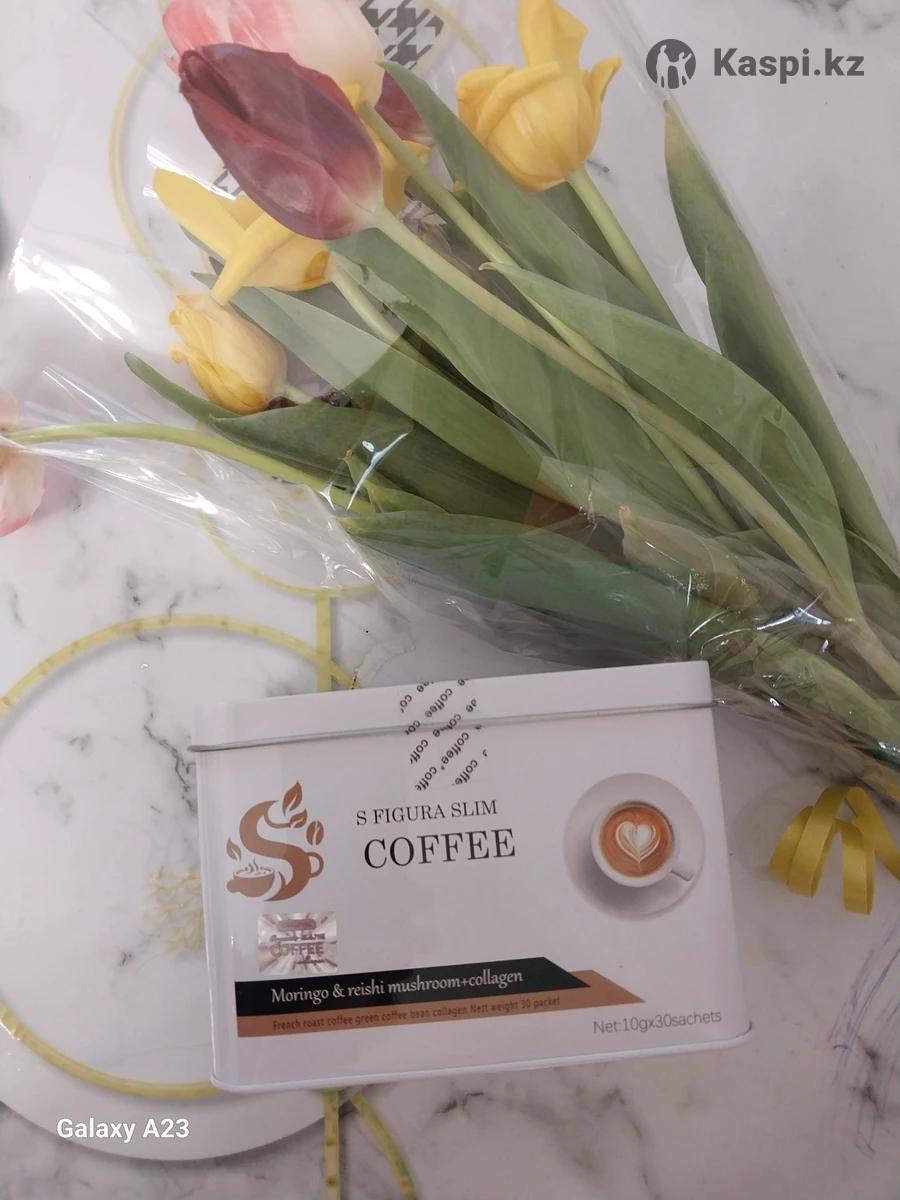 Kaspi.kz
S FIGURA SLIM
COFFEE
COFFEE
Moringo & reishi mushroom+collagen
French roast coffee green coffee bean collagen Nett weight 30 packet
Net:10gx30sachets
Galaxy A23